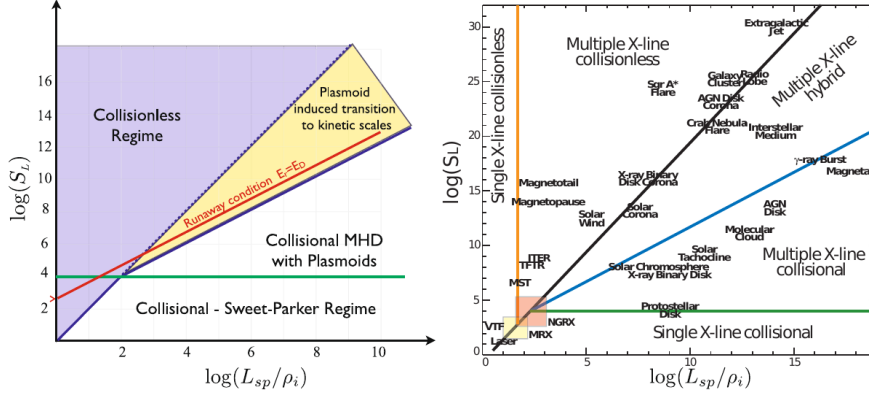 log(S_L)
16
14
12
10
8
6
4
2
2
4
6
8
10
log(L_sp/ρ_i)
Collisionless
Regime
Plasmoid
induced transition
to kinetic scales
Runaway condition E_r=E_D
Collisional MHD
with Plasmoids
Collisional - Sweet-Parker Regime
log(S_L)
30
25
20
15
10
5
0
0
5
10
15
log(L_sp/ρ_i)
Single X-line collisionless
Multiple X-line
collisionless
Extragalactic
Jet
Multiple X-line
hybrid
Galaxy
Cluster
Radio
Lobe
Sgr A*
Flare
AGN Disk
Corona
Crab Nebula
Flare
Interstellar
Medium
γ-ray Burst
Magneta
X-ray Binary
Disk Corona
Magnetotail
Magnetopause
Solar
Wind
Solar
Corona
AGN
Disk
Molecular
Cloud
Solar
Tachocline
Multiple X-line
collisional
ITER
TFTR
MST
Solar Chromosphere
X-ray Binary Disk
Protostellar
Disk
NGRX
VTF
MRX
Laser
Single X-line collisional